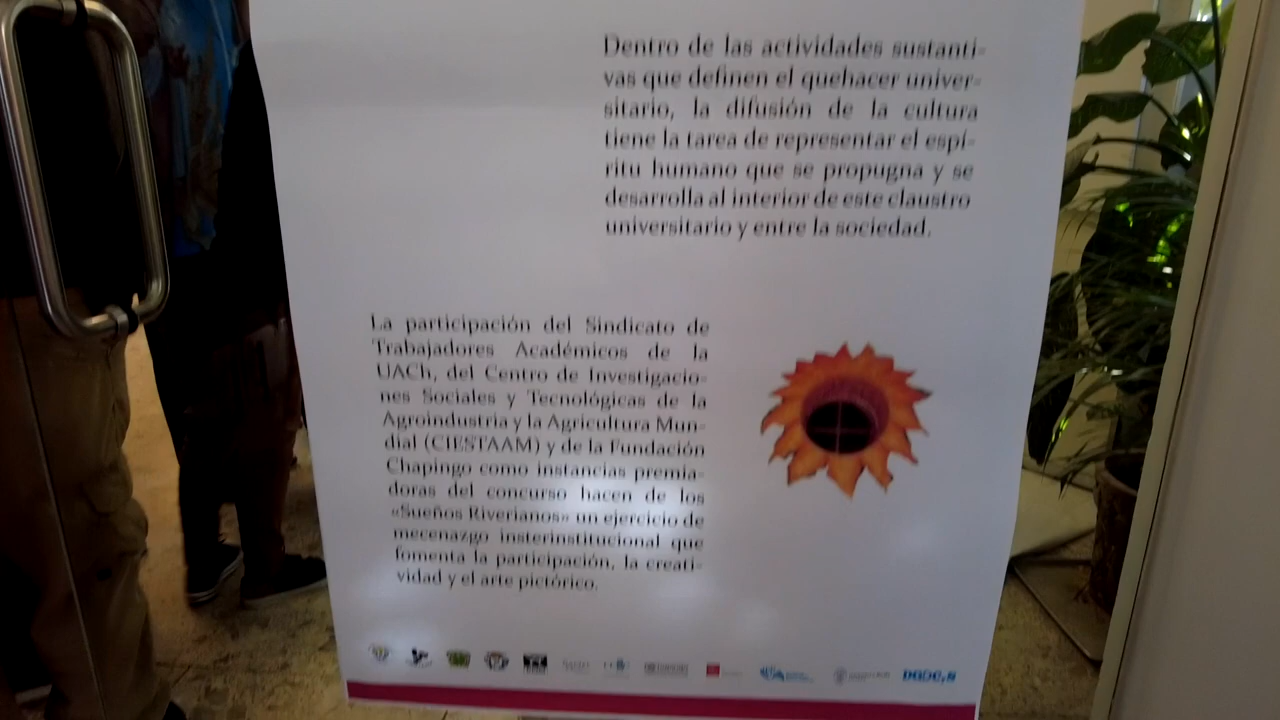 Dentro de las actividades sustanti-
vas que definen el quehacer univer-
sitario, la difusión de la cultura
tiene la tarea de representar el espí-
ritu humano que se propugna y se
desarrolla al interior de este claustro
universitario y entre la sociedad.
La participación del Sindicato de
Trabajadores Académicos de la
UACh, del Centro de Investigacio-
nes Sociales y Tecnológicas de la
Agroindustria y la Agricultura Mun-
dial (CIESTAAM) y de la Fundación
Chapingo como instancias premia-
doras del concurso hacen de los
«Sueños Riverianos» un ejercicio de
mecenazgo insterinstitucional que
fomenta la participación, la creati-
vidad y el arte pictórico.